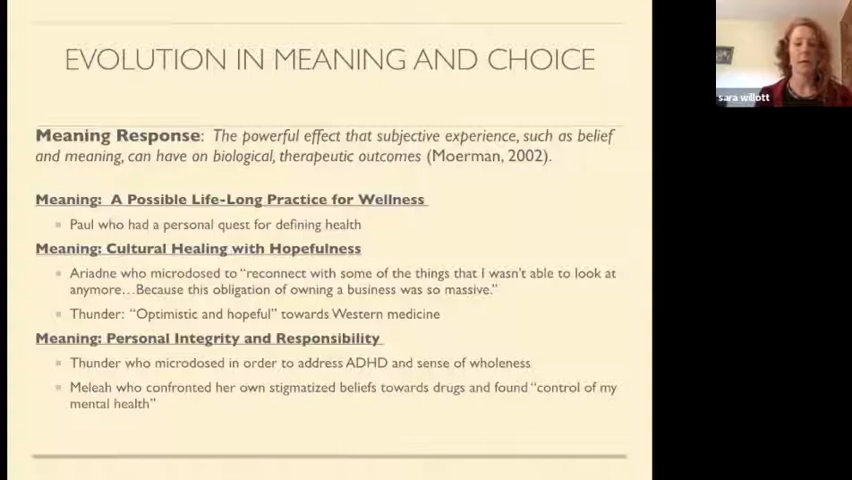 EVOLUTION IN MEANING AND CHOICE
sara willott
Meaning Response: The powerful effect that subjective experience, such as belief
and meaning, can have on biological, therapeutic outcomes (Moerman, 2002).
Meaning: A Possible Life-Long Practice for Wellness
Paul who had a personal quest for defining health
Meaning: Cultural Healing with Hopefulness
Ariadne who microdosed to “reconnect with some of the things that I wasn’t able to look at
anymore…Because this obligation of owning a business was so massive.”
Thunder: “Optimistic and hopeful” towards Western medicine
Meaning: Personal Integrity and Responsibility
Thunder who microdosed in order to address ADHD and sense of wholeness
Meleah who confronted her own stigmatized beliefs towards drugs and found “control of my
mental health”